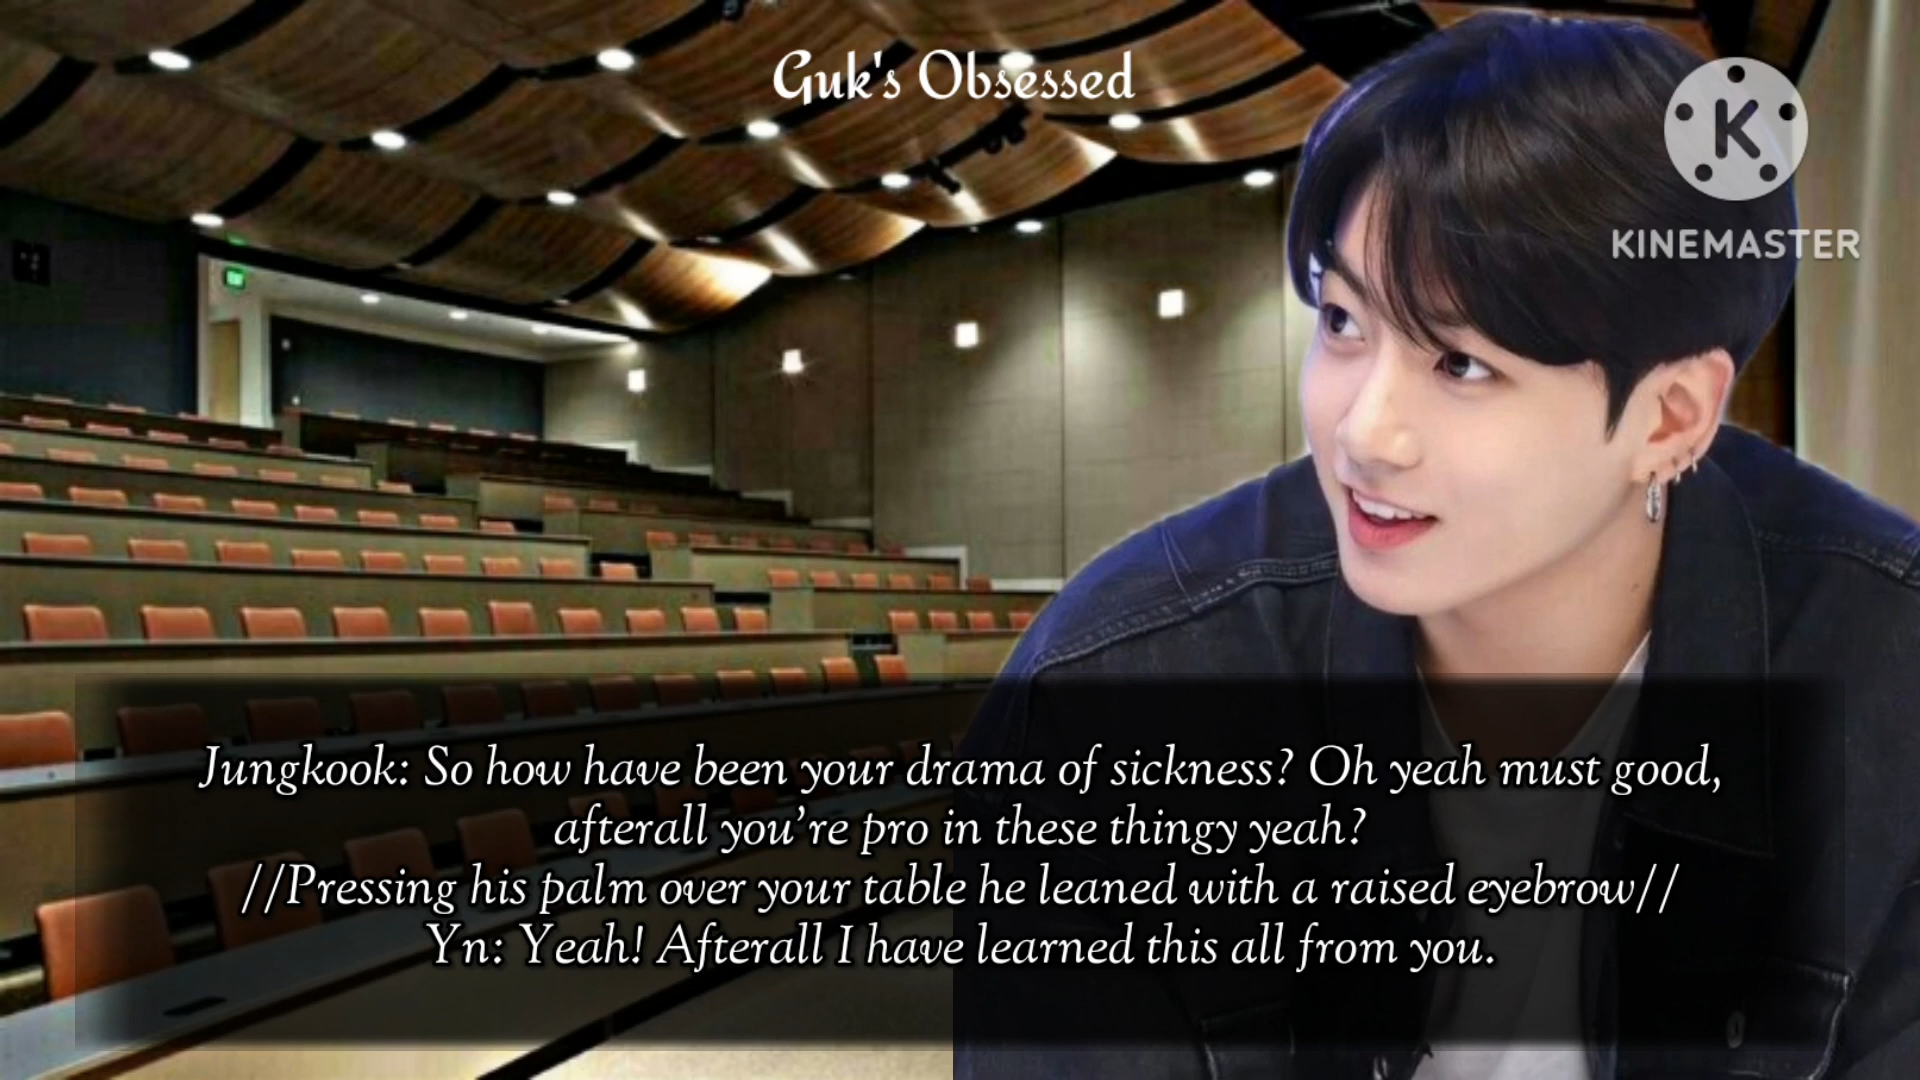 Guk's Obsessed
K
KINEMASTER
Jungkook: So how have been your drama of sickness? Oh yeah must good,
afterall you’re pro in these thingy yeah?
//Pressing his palm over your table he leaned with a raised eyebrow//
Yn: Yeah! Afterall I have learned this all from you.